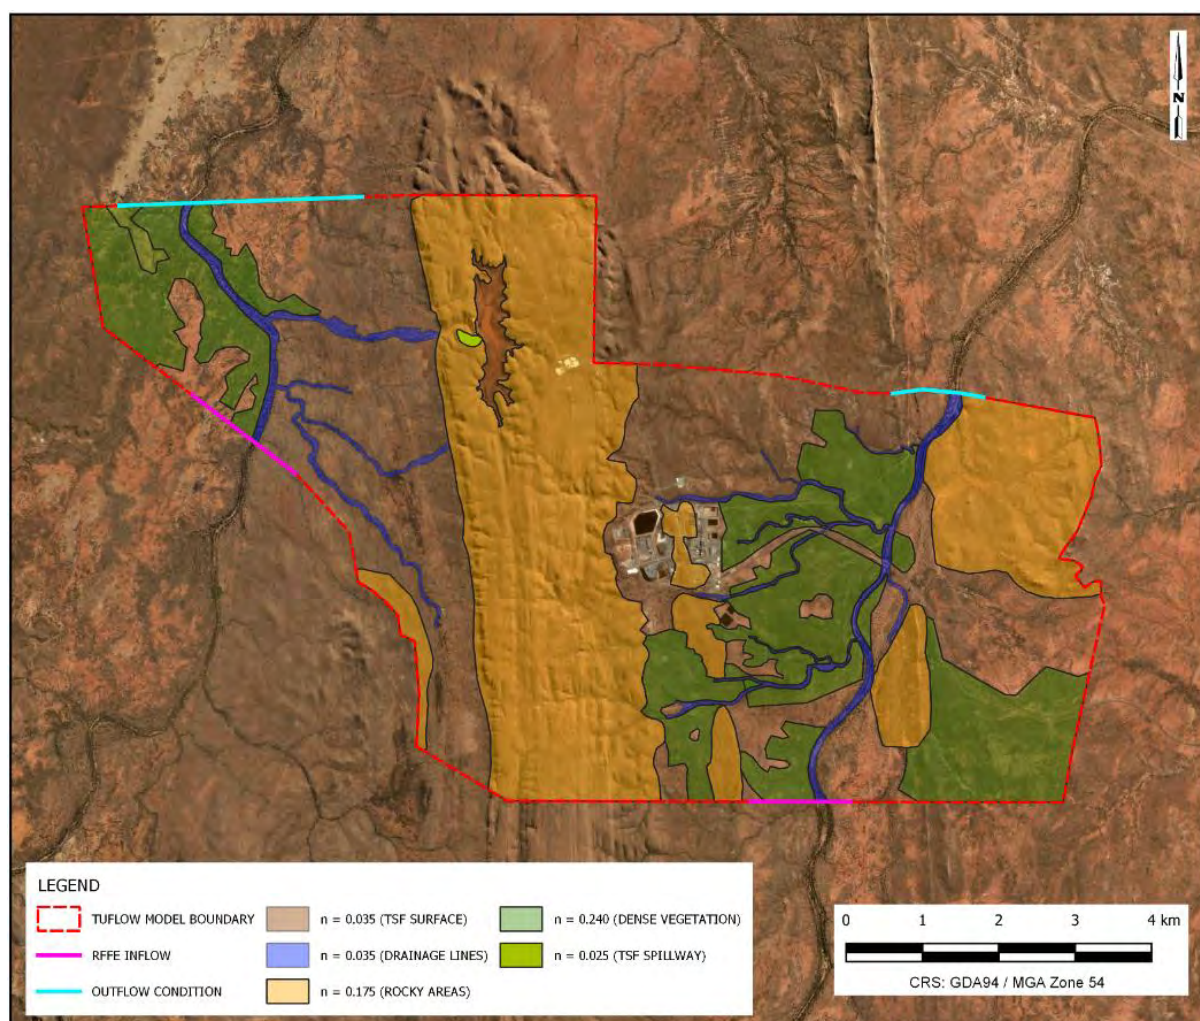 N
LEGEND
TUFLOW MODEL BOUNDARY
n = 0.035 (TSF SURFACE)
n = 0.240 (DENSE VEGETATION)
RFFE INFLOW
n = 0.035 (DRAINAGE LINES)
n = 0.025 (TSF SPILLWAY)
OUTFLOW CONDITION
n = 0.175 (ROCKY AREAS)
0 1 2 3 4 km
CRS: GDA94 / MGA Zone 54